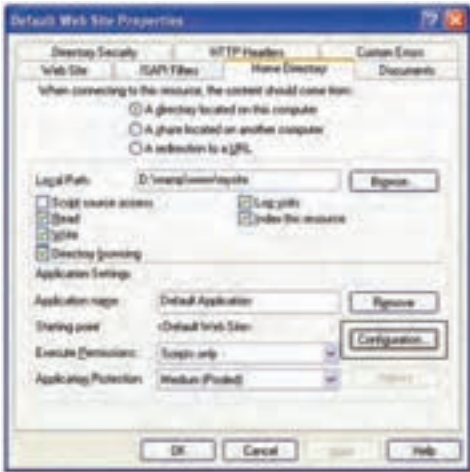 Default Web Site Properties
Directory Security HTTP Headers Custom Errors
Web Site ISAPI Filters Home Directory Documents
When connecting to this resource, the content should come from:
A directory located on this computer
A share located on another computer
A redirection to a URL
Local Path: Browse...
Script source access Log visits
Read Index this resource
Write
Directory browsing
Application Settings
Application name Default Application Remove
Starting point <Default Web Site> Configuration...
Execute Permissions: Scripts only
Application Protection: Medium (Pooled)
OK Cancel Help